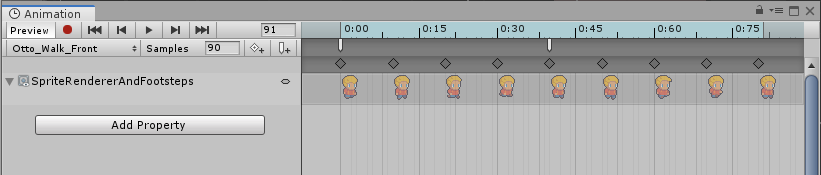 Animation
Preview 91 0:00 0:15 0:30 0:45 0:60 0:75
Otto_Walk_Front Samples 90
SpriteRendererAndFootsteps
Add Property